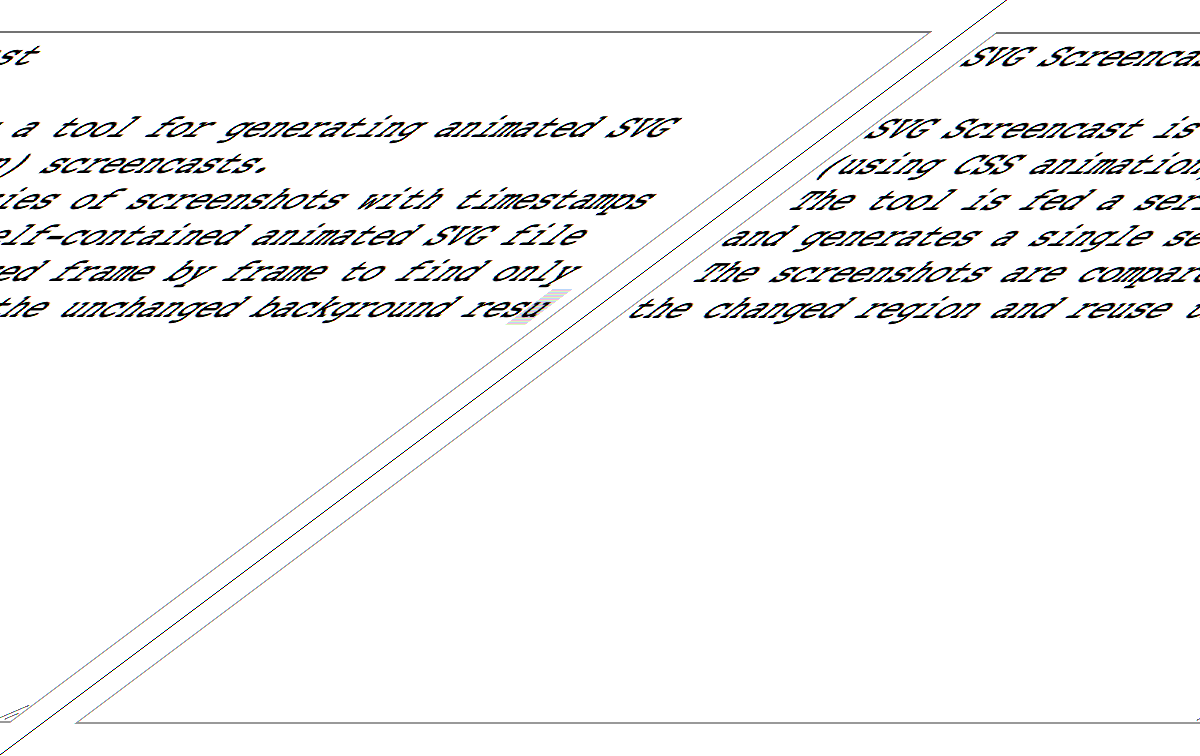 st
a tool for generating animated SVG
) screencasts.
ies of screenshots with timestamps
elf-contained animated SVG file
ed frame by frame to find only
the unchanged background resu
SVG Screencas
SVG Screencast is
(using CSS animation
The tool is fed a seri
and generates a single se
The screenshots are compar
the changed region and reuse